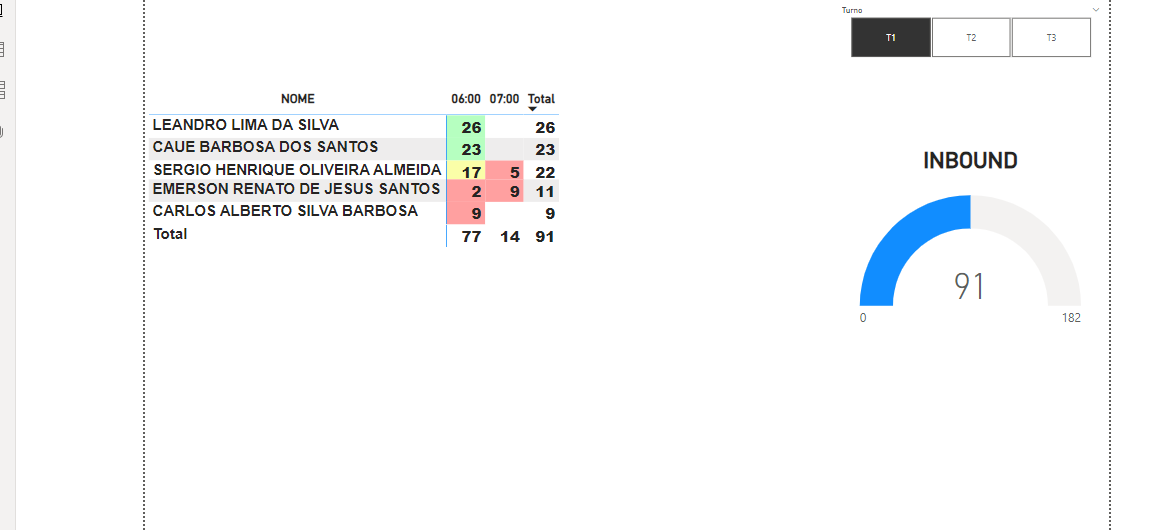 Turno
T1 T2 T3
NOME 06:00 07:00 Total
LEANDRO LIMA DA SILVA 26 26
CAUE BARBOSA DOS SANTOS 23 23
SERGIO HENRIQUE OLIVEIRA ALMEIDA 17 5 22
EMERSON RENATO DE JESUS SANTOS 2 9 11
CARLOS ALBERTO SILVA BARBOSA 9 9
Total 77 14 91
INBOUND
91
0 182